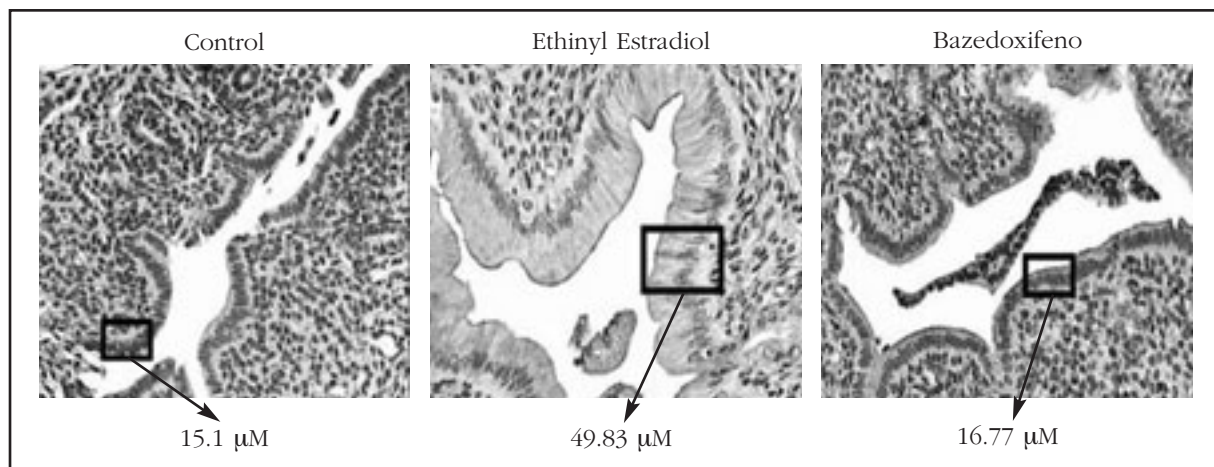 Control Ethinyl Estradiol Bazedoxifeno
15.1 μM 49.83 μM 16.77 μM